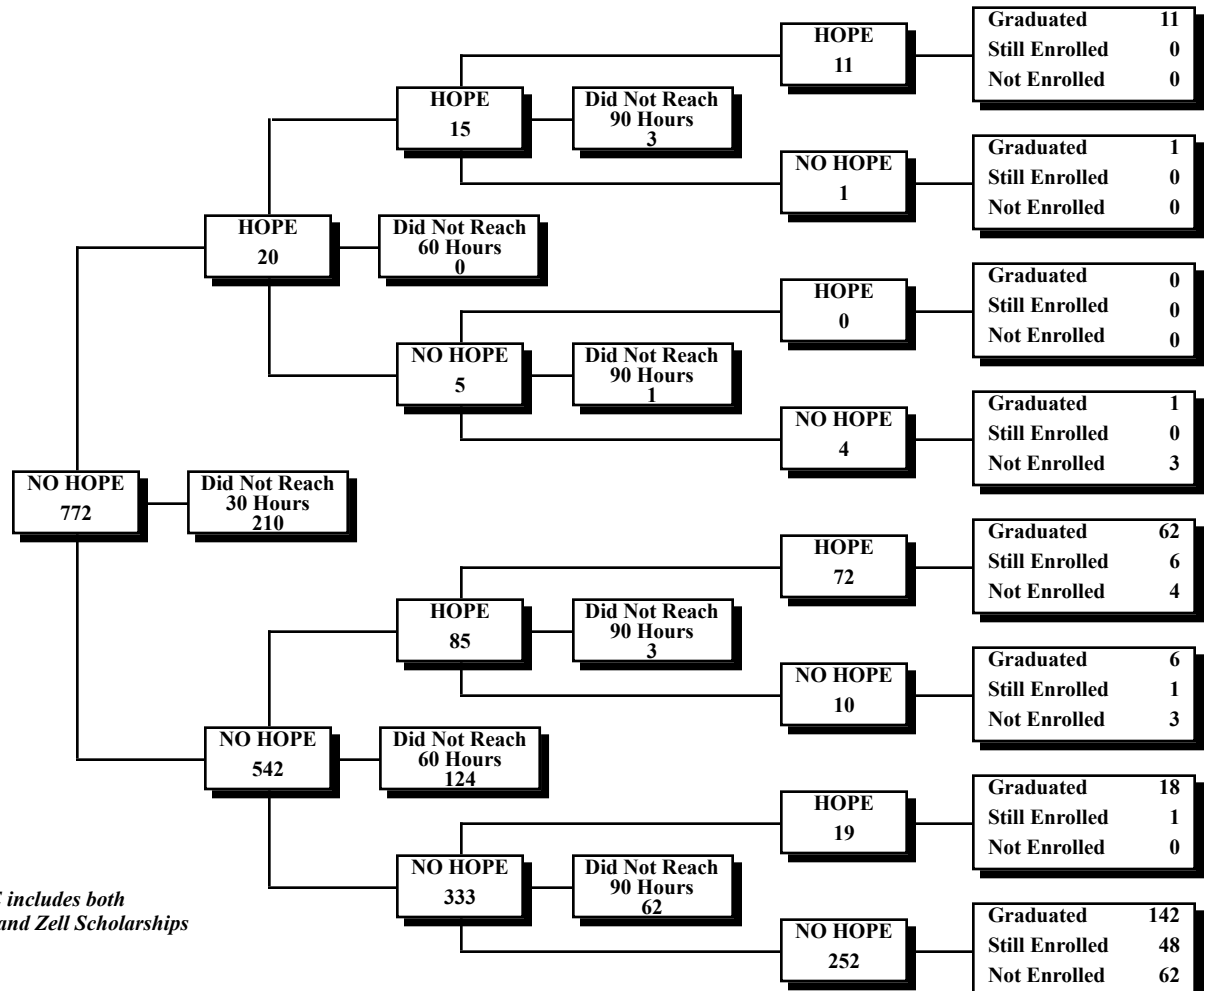 Graduated 11
HOPE
Still Enrolled 0
11
Not Enrolled 0
HOPE
15
Did Not Reach
90 Hours
3
Graduated 1
NO HOPE
Still Enrolled 0
1
Not Enrolled 0
HOPE
20
Did Not Reach
60 Hours
0
Graduated 0
HOPE
Still Enrolled 0
0
Not Enrolled 0
NO HOPE
5
Did Not Reach
90 Hours
1
Graduated 1
NO HOPE
Still Enrolled 0
4
Not Enrolled 3
NO HOPE
772
Did Not Reach
30 Hours
210
Graduated 62
HOPE
Still Enrolled 6
72
Not Enrolled 4
HOPE
85
Did Not Reach
90 Hours
3
Graduated 6
NO HOPE
Still Enrolled 1
10
Not Enrolled 3
NO HOPE
542
Did Not Reach
60 Hours
124
Graduated 18
HOPE
Still Enrolled 1
19
Not Enrolled 0
NO HOPE
333
Did Not Reach
90 Hours
62
includes both
and Zell Scholarships
Graduated 142
NO HOPE
Still Enrolled 48
252
Not Enrolled 62